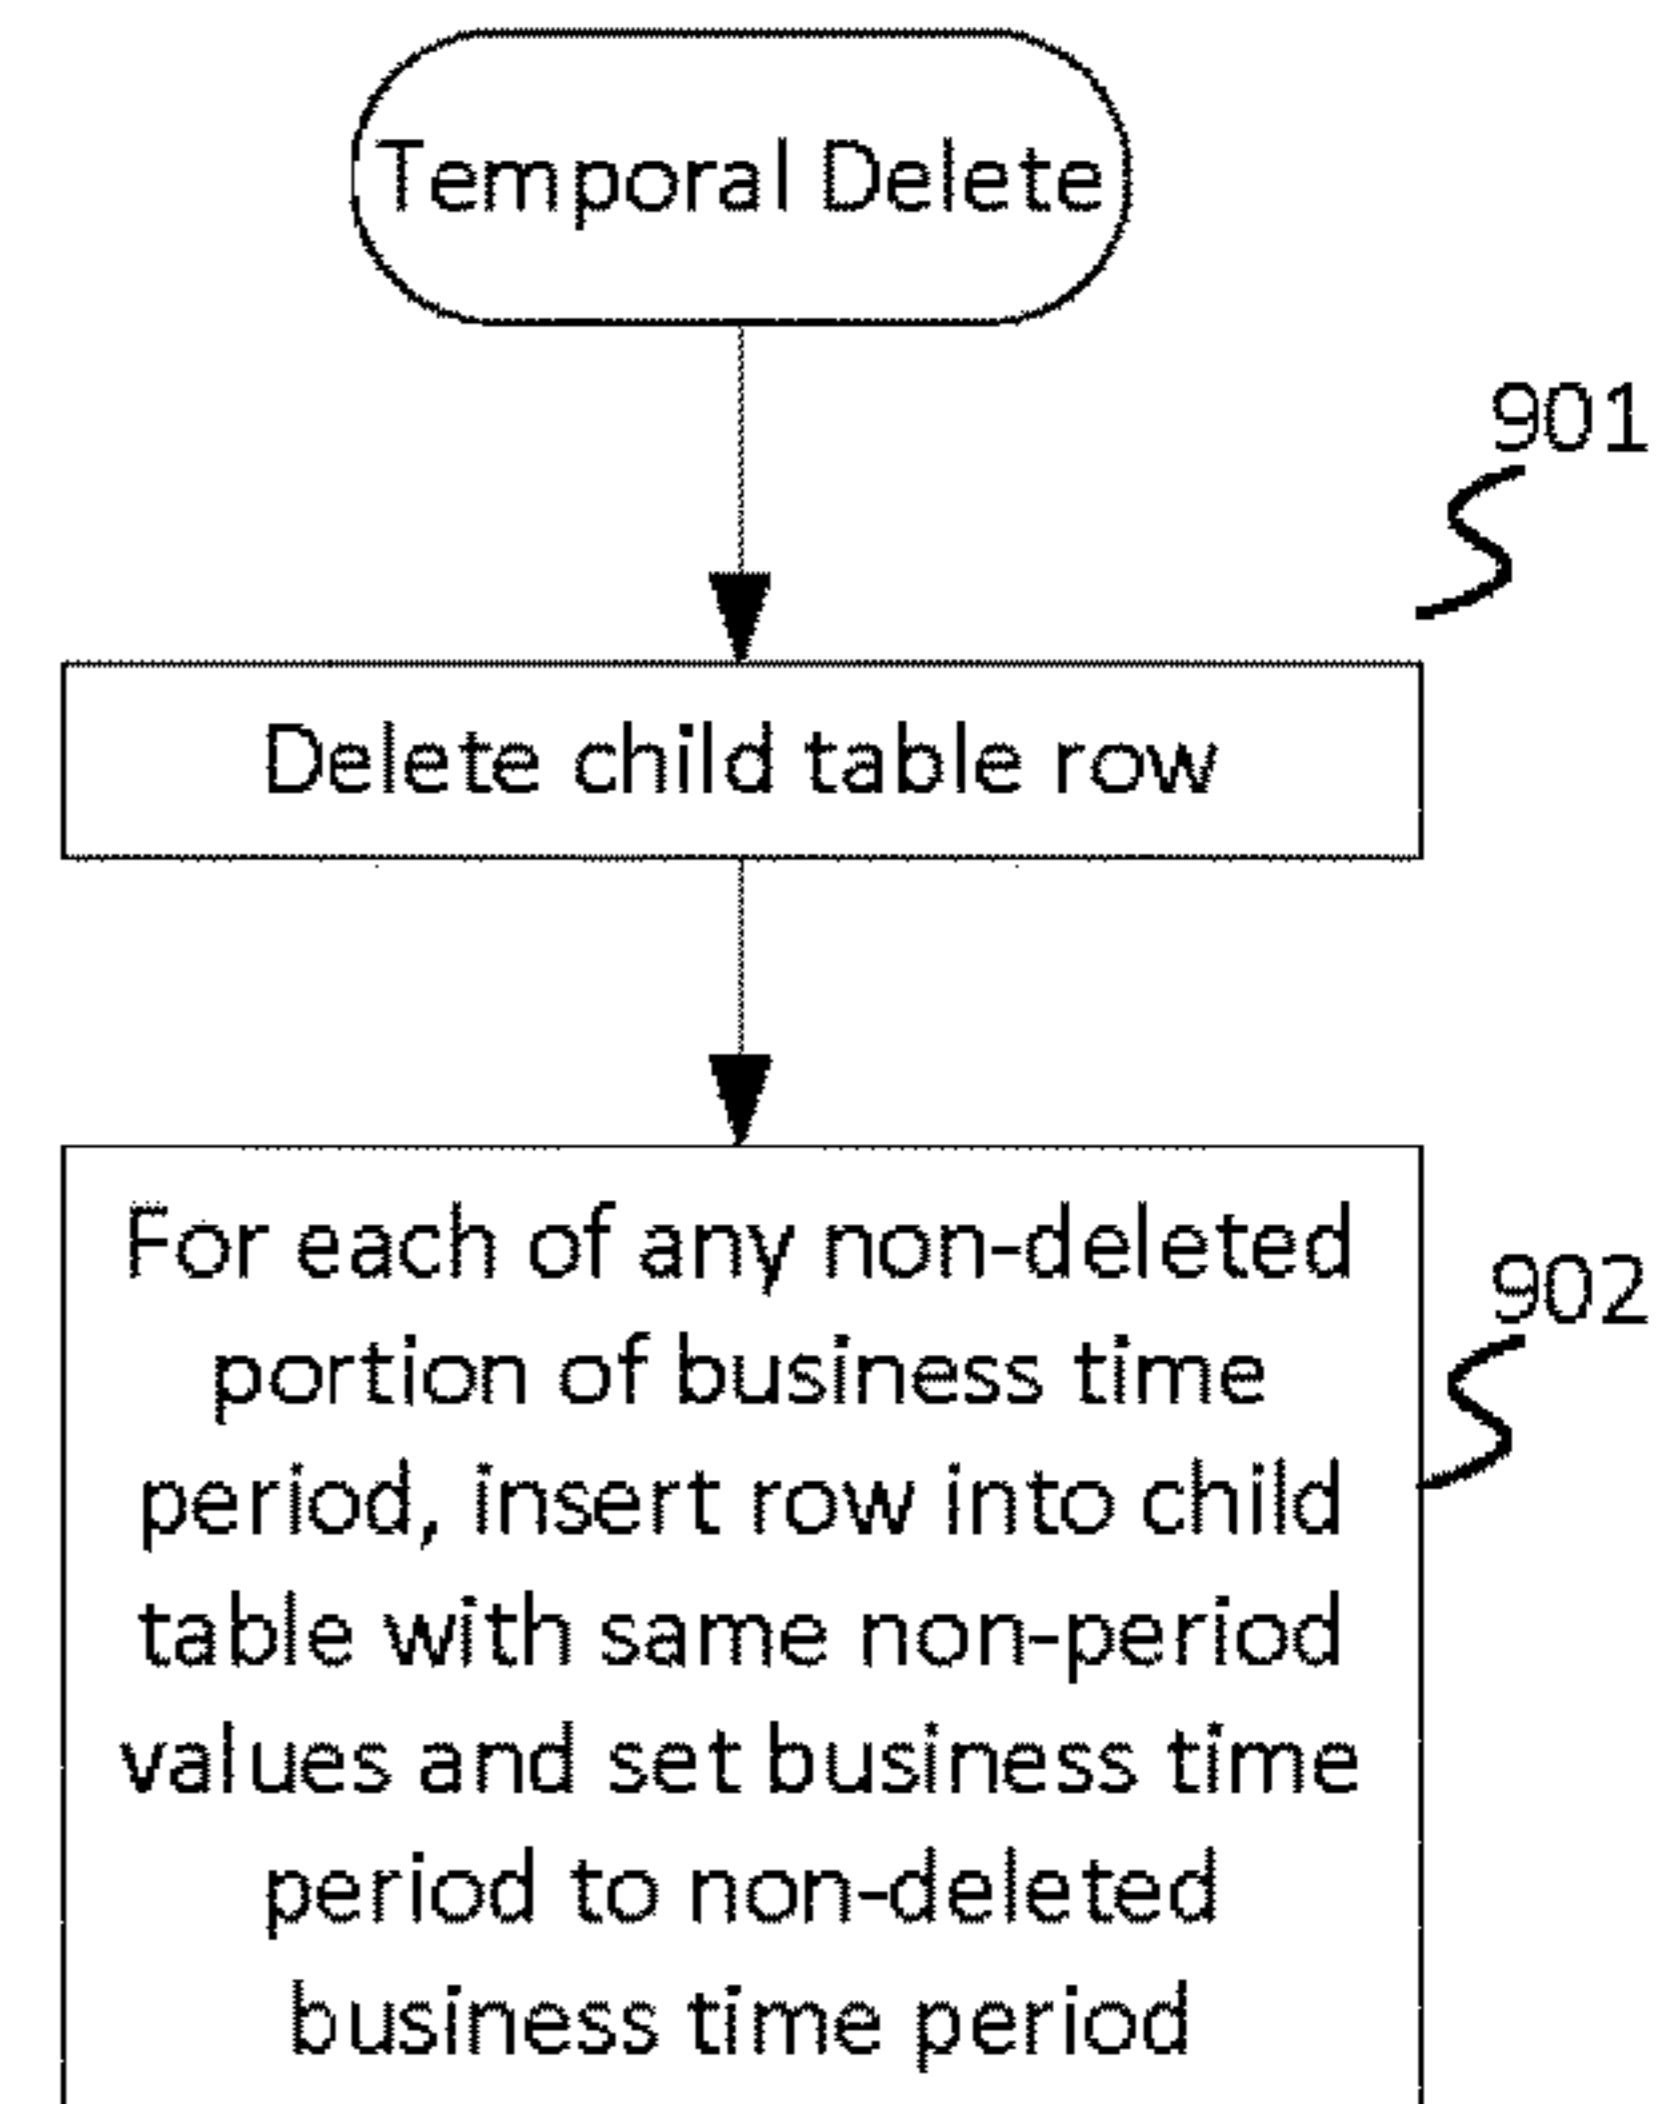 Temporal Delete
901
Delete child table row
For each of any non-deleted
902
portion of business time
period, insert row into child
table with same non-period
values and set business time
period to non-deleted
business time period